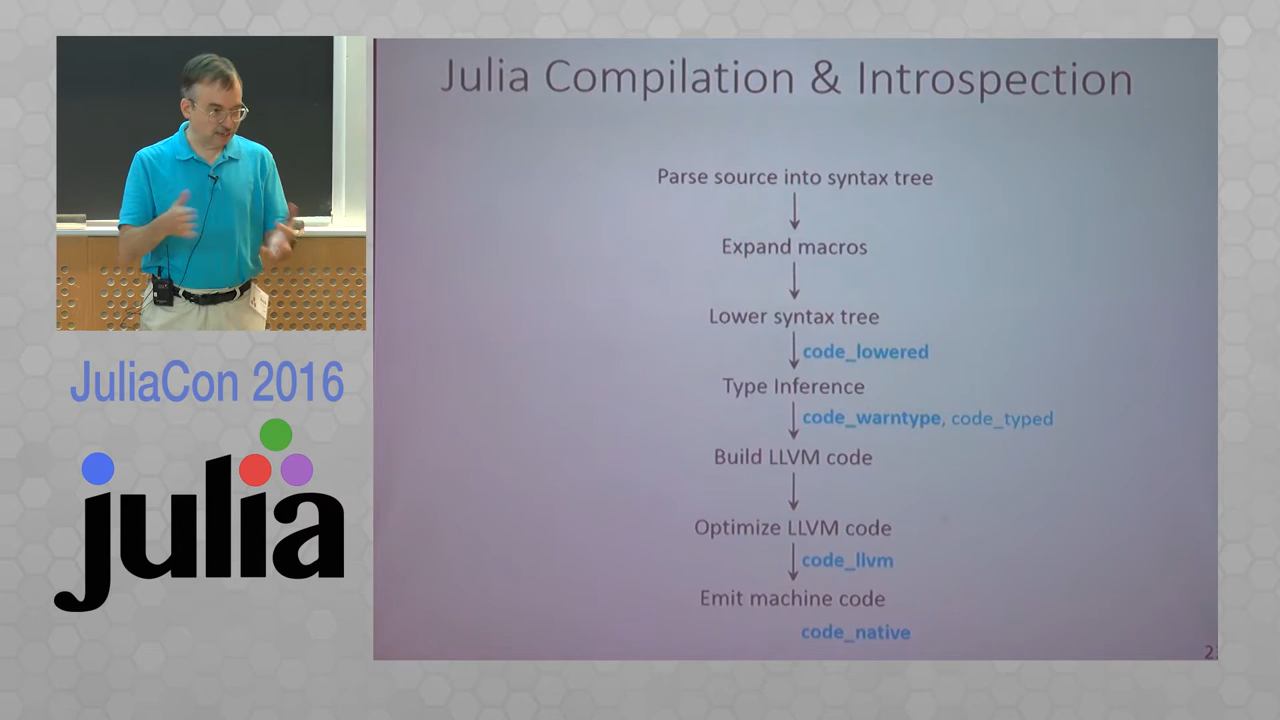 Julia Compilation & Introspection
Parse source into syntax tree
Expand macros
Lower syntax tree
code_lowered
Type Inference
code_warntype, code_typed
Build LLVM code
Optimize LLVM code
code_llvm
Emit machine code
code_native
2
JuliaCon 2016
julia